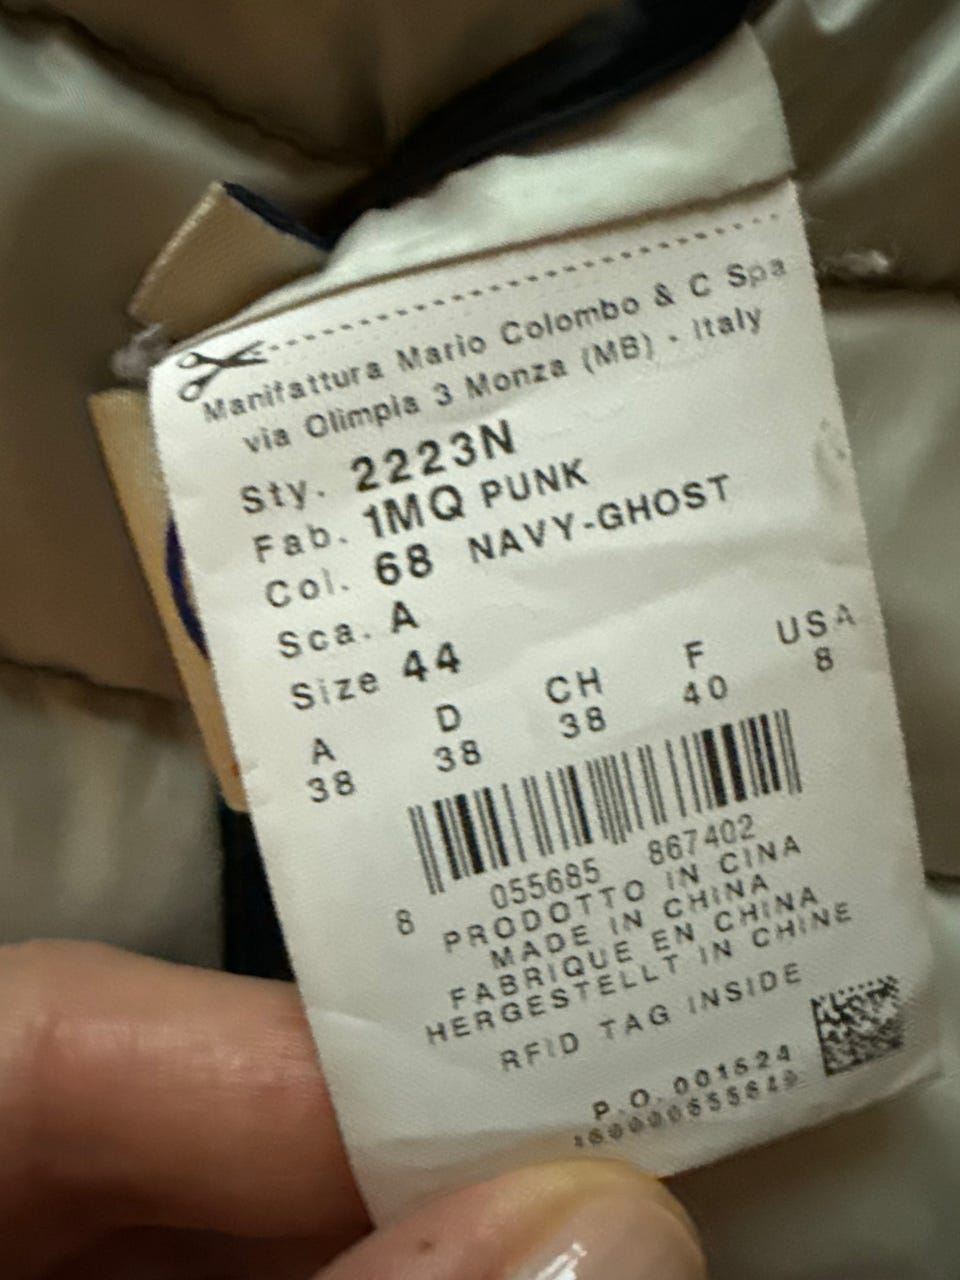 Manifattura Mario Colombo & C Spa
via Olimpia 3 Monza (MB) - Italy
Sty. 2223N
Fab. 1MQ PUNK
Col. 68 NAVY-GHOST
Sca. A
Size 44
A D CH F USA
38 38 38 40 8
8 055685 867402
PRODOTTO IN CINA
MADE IN CHINA
FABRIQUE EN CHINA
HERGESTELLT IN CHINE
RFID TAG INSIDE
P.O. 001624